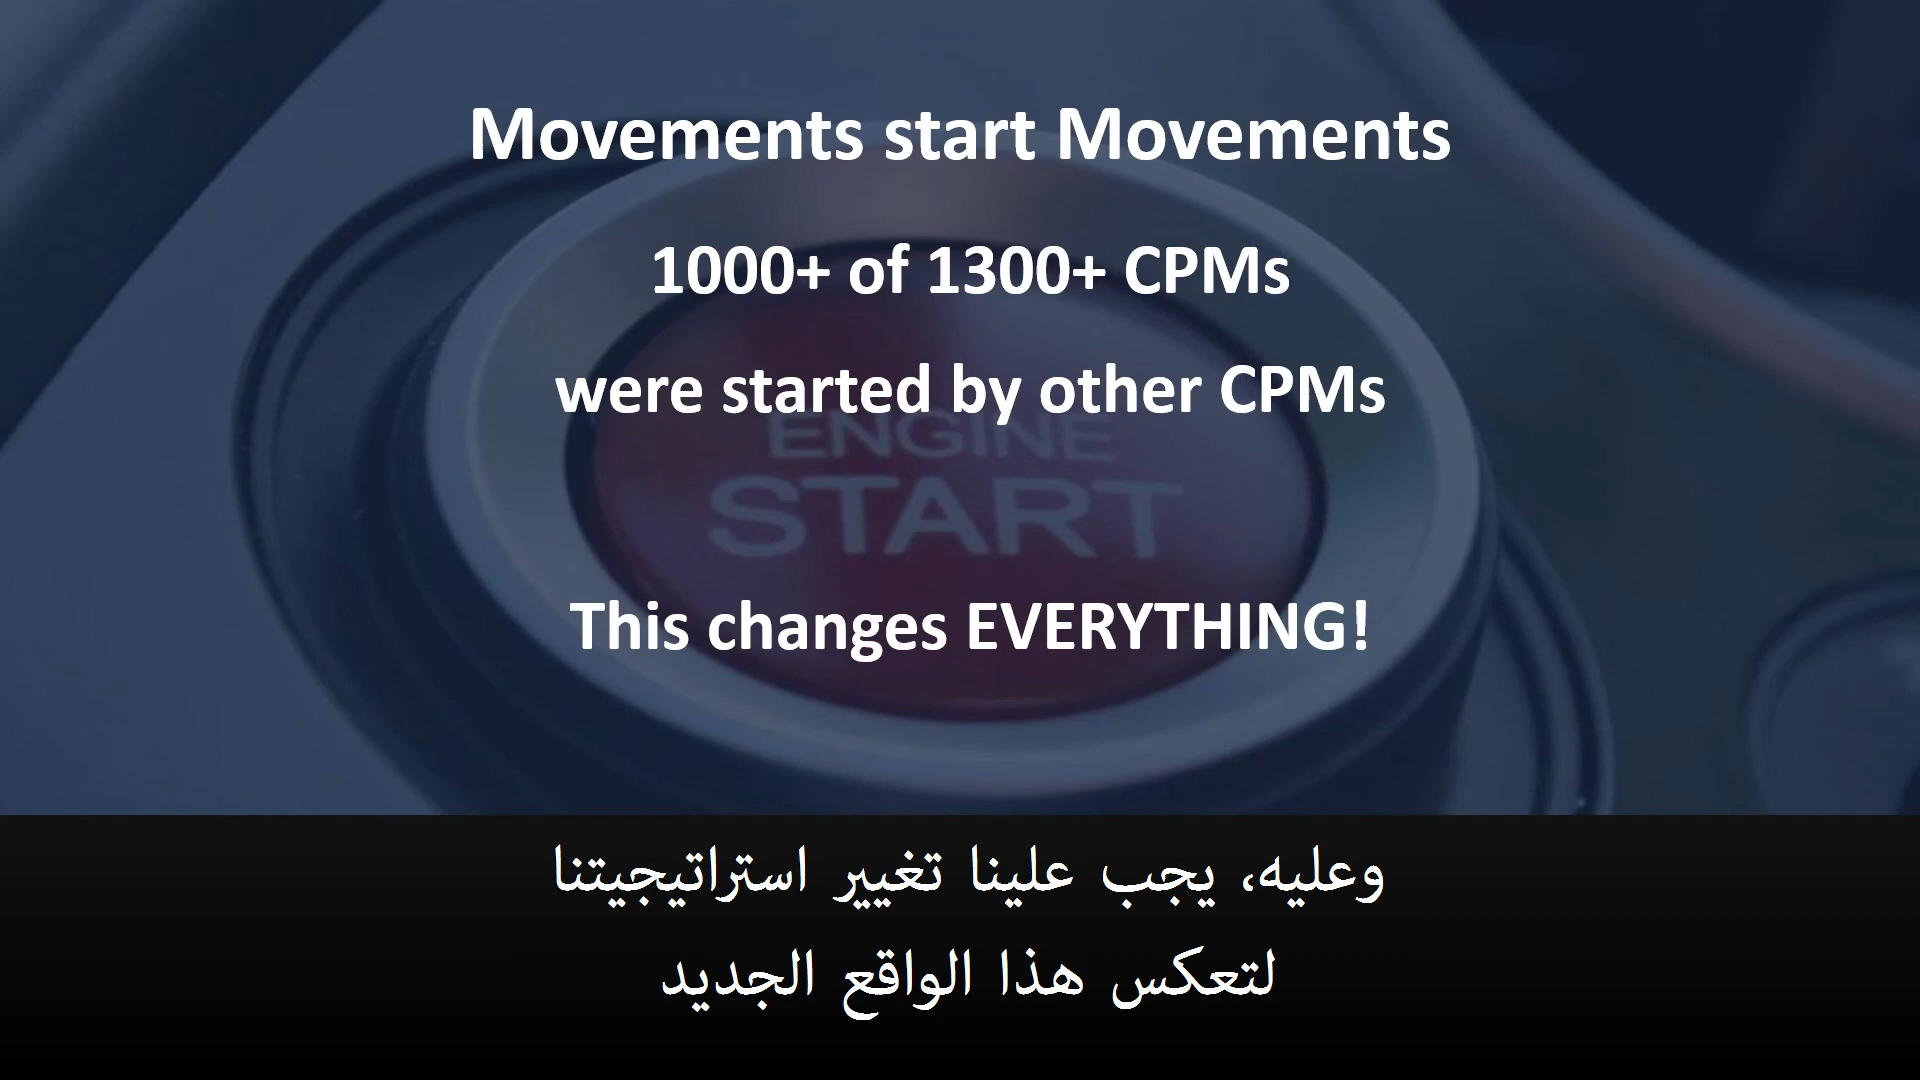 Movements start Movements
1000+ of 1300+ CPMs
were started by other CPMs
ENGINE
START
This changes EVERYTHING!
وعليه، يجب علينا تغيير استراتيجيتنا
لتعكس هذا الواقع الجديد